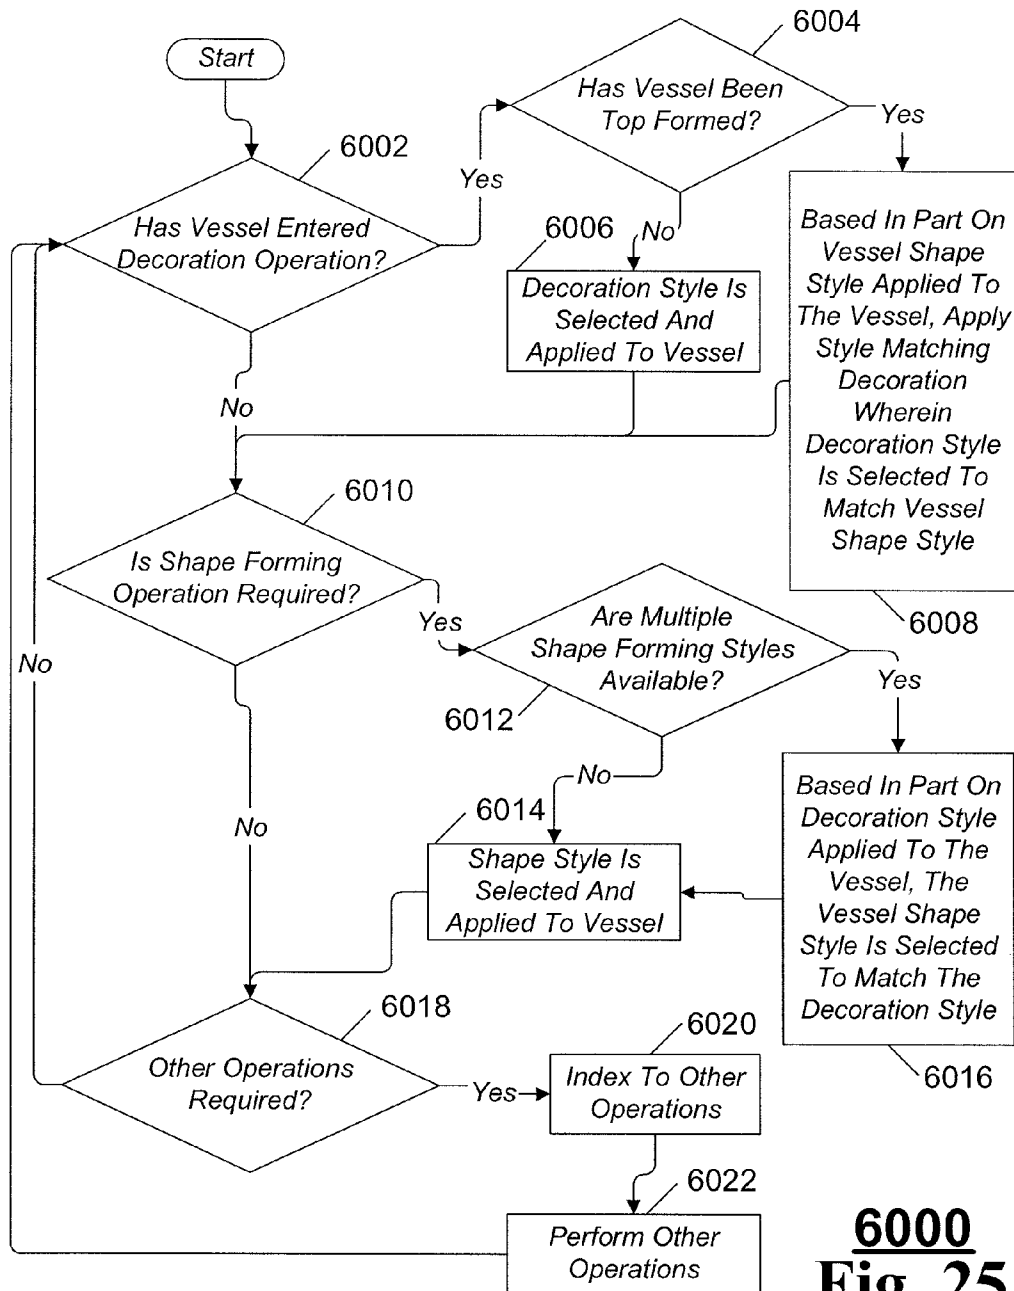 Start
6002
Has Vessel Entered
Decoration Operation?
Yes
6004
Has Vessel Been
Top Formed?
Yes
No
6006
Decoration Style Is
Selected And
Applied To Vessel
Based In Part On
Vessel Shape
Style Applied To
The Vessel, Apply
Style Matching
Decoration
Wherein
Decoration Style
Is Selected To
Match Vessel
Shape Style
6008
No
6010
Is Shape Forming
Operation Required?
Yes
Are Multiple
Shape Forming Styles
Available?
6012
Yes
No
6014
Shape Style Is
Selected And
Applied To Vessel
Based In Part On
Decoration Style
Applied To The
Vessel, The
Vessel Shape
Style Is Selected
To Match The
Decoration Style
6016
No
No
6018
Other Operations
Required?
Yes
6020
Index To Other
Operations
6022
Perform Other
Operations
6000
Fig. 25